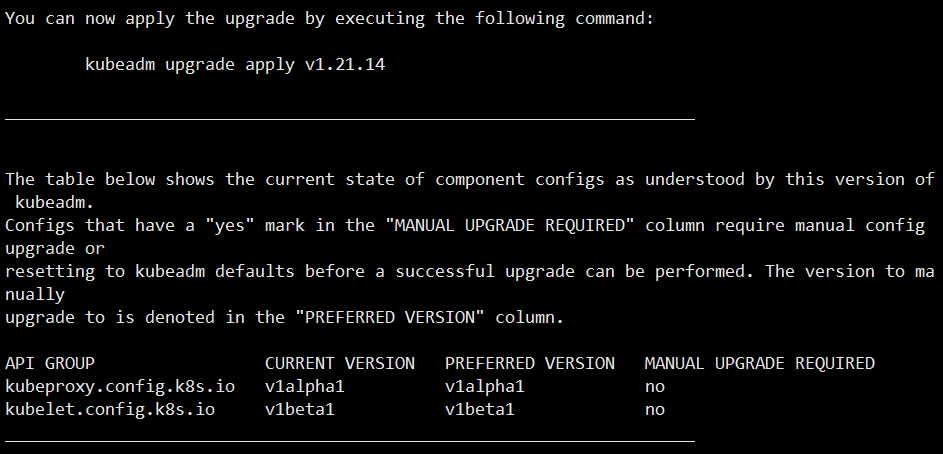 You can now apply the upgrade by executing the following command:
kubeadm upgrade apply v1.21.14
_____________________________________________________________________
The table below shows the current state of component configs as understood by this version of
kubeadm.
Configs that have a "yes" mark in the "MANUAL UPGRADE REQUIRED" column require manual config
upgrade or
resetting to kubeadm defaults before a successful upgrade can be performed. The version to ma
nually
upgrade to is denoted in the "PREFERRED VERSION" column.
API GROUP CURRENT VERSION PREFERRED VERSION MANUAL UPGRADE REQUIRED
kubeproxy.config.k8s.io v1alpha1 v1alpha1 no
kubelet.config.k8s.io v1beta1 v1beta1 no
_____________________________________________________________________